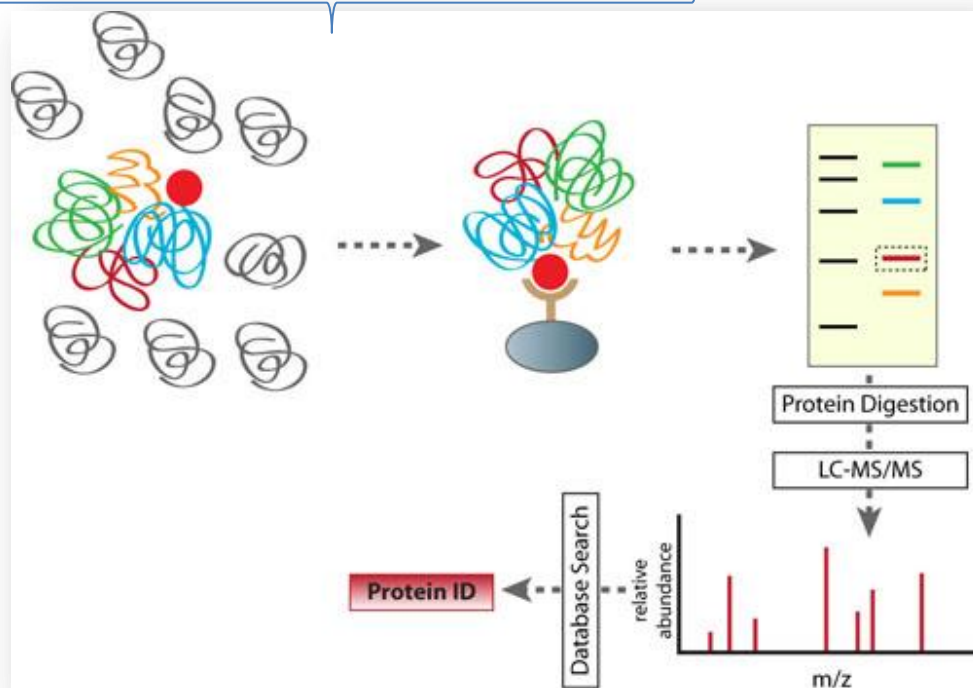 Protein Digestion
LC-MS/MS
relative
abundance
m/z
Database Search
Protein ID